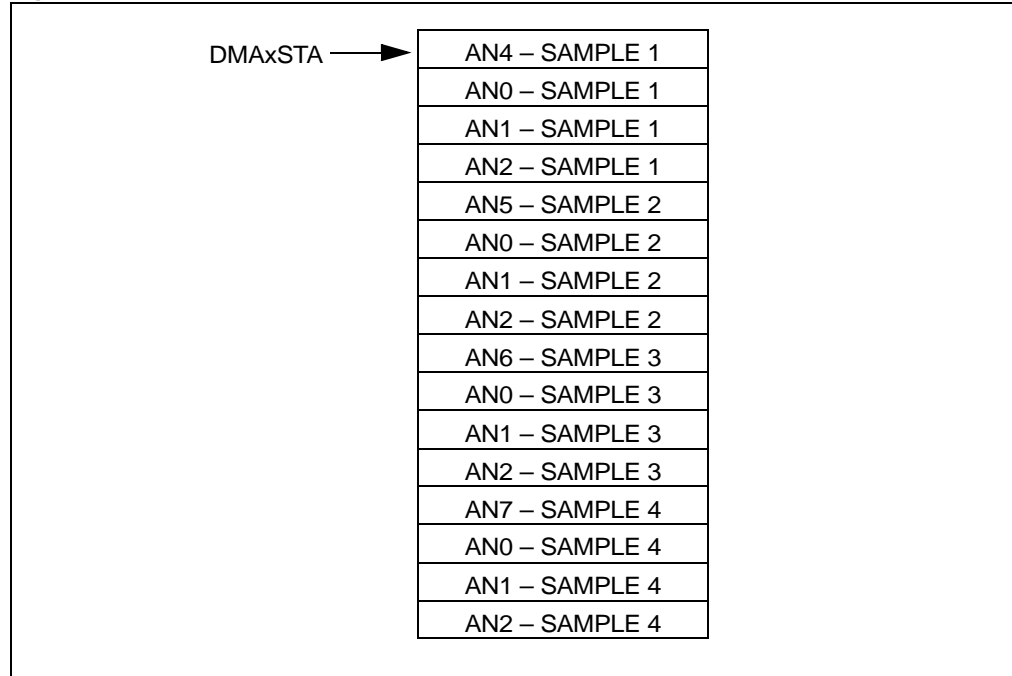 DMAxSTA
AN4 – SAMPLE 1
AN0 – SAMPLE 1
AN1 – SAMPLE 1
AN2 – SAMPLE 1
AN5 – SAMPLE 2
AN0 – SAMPLE 2
AN1 – SAMPLE 2
AN2 – SAMPLE 2
AN6 – SAMPLE 3
AN0 – SAMPLE 3
AN1 – SAMPLE 3
AN2 – SAMPLE 3
AN7 – SAMPLE 4
AN0 – SAMPLE 4
AN1 – SAMPLE 4
AN2 – SAMPLE 4